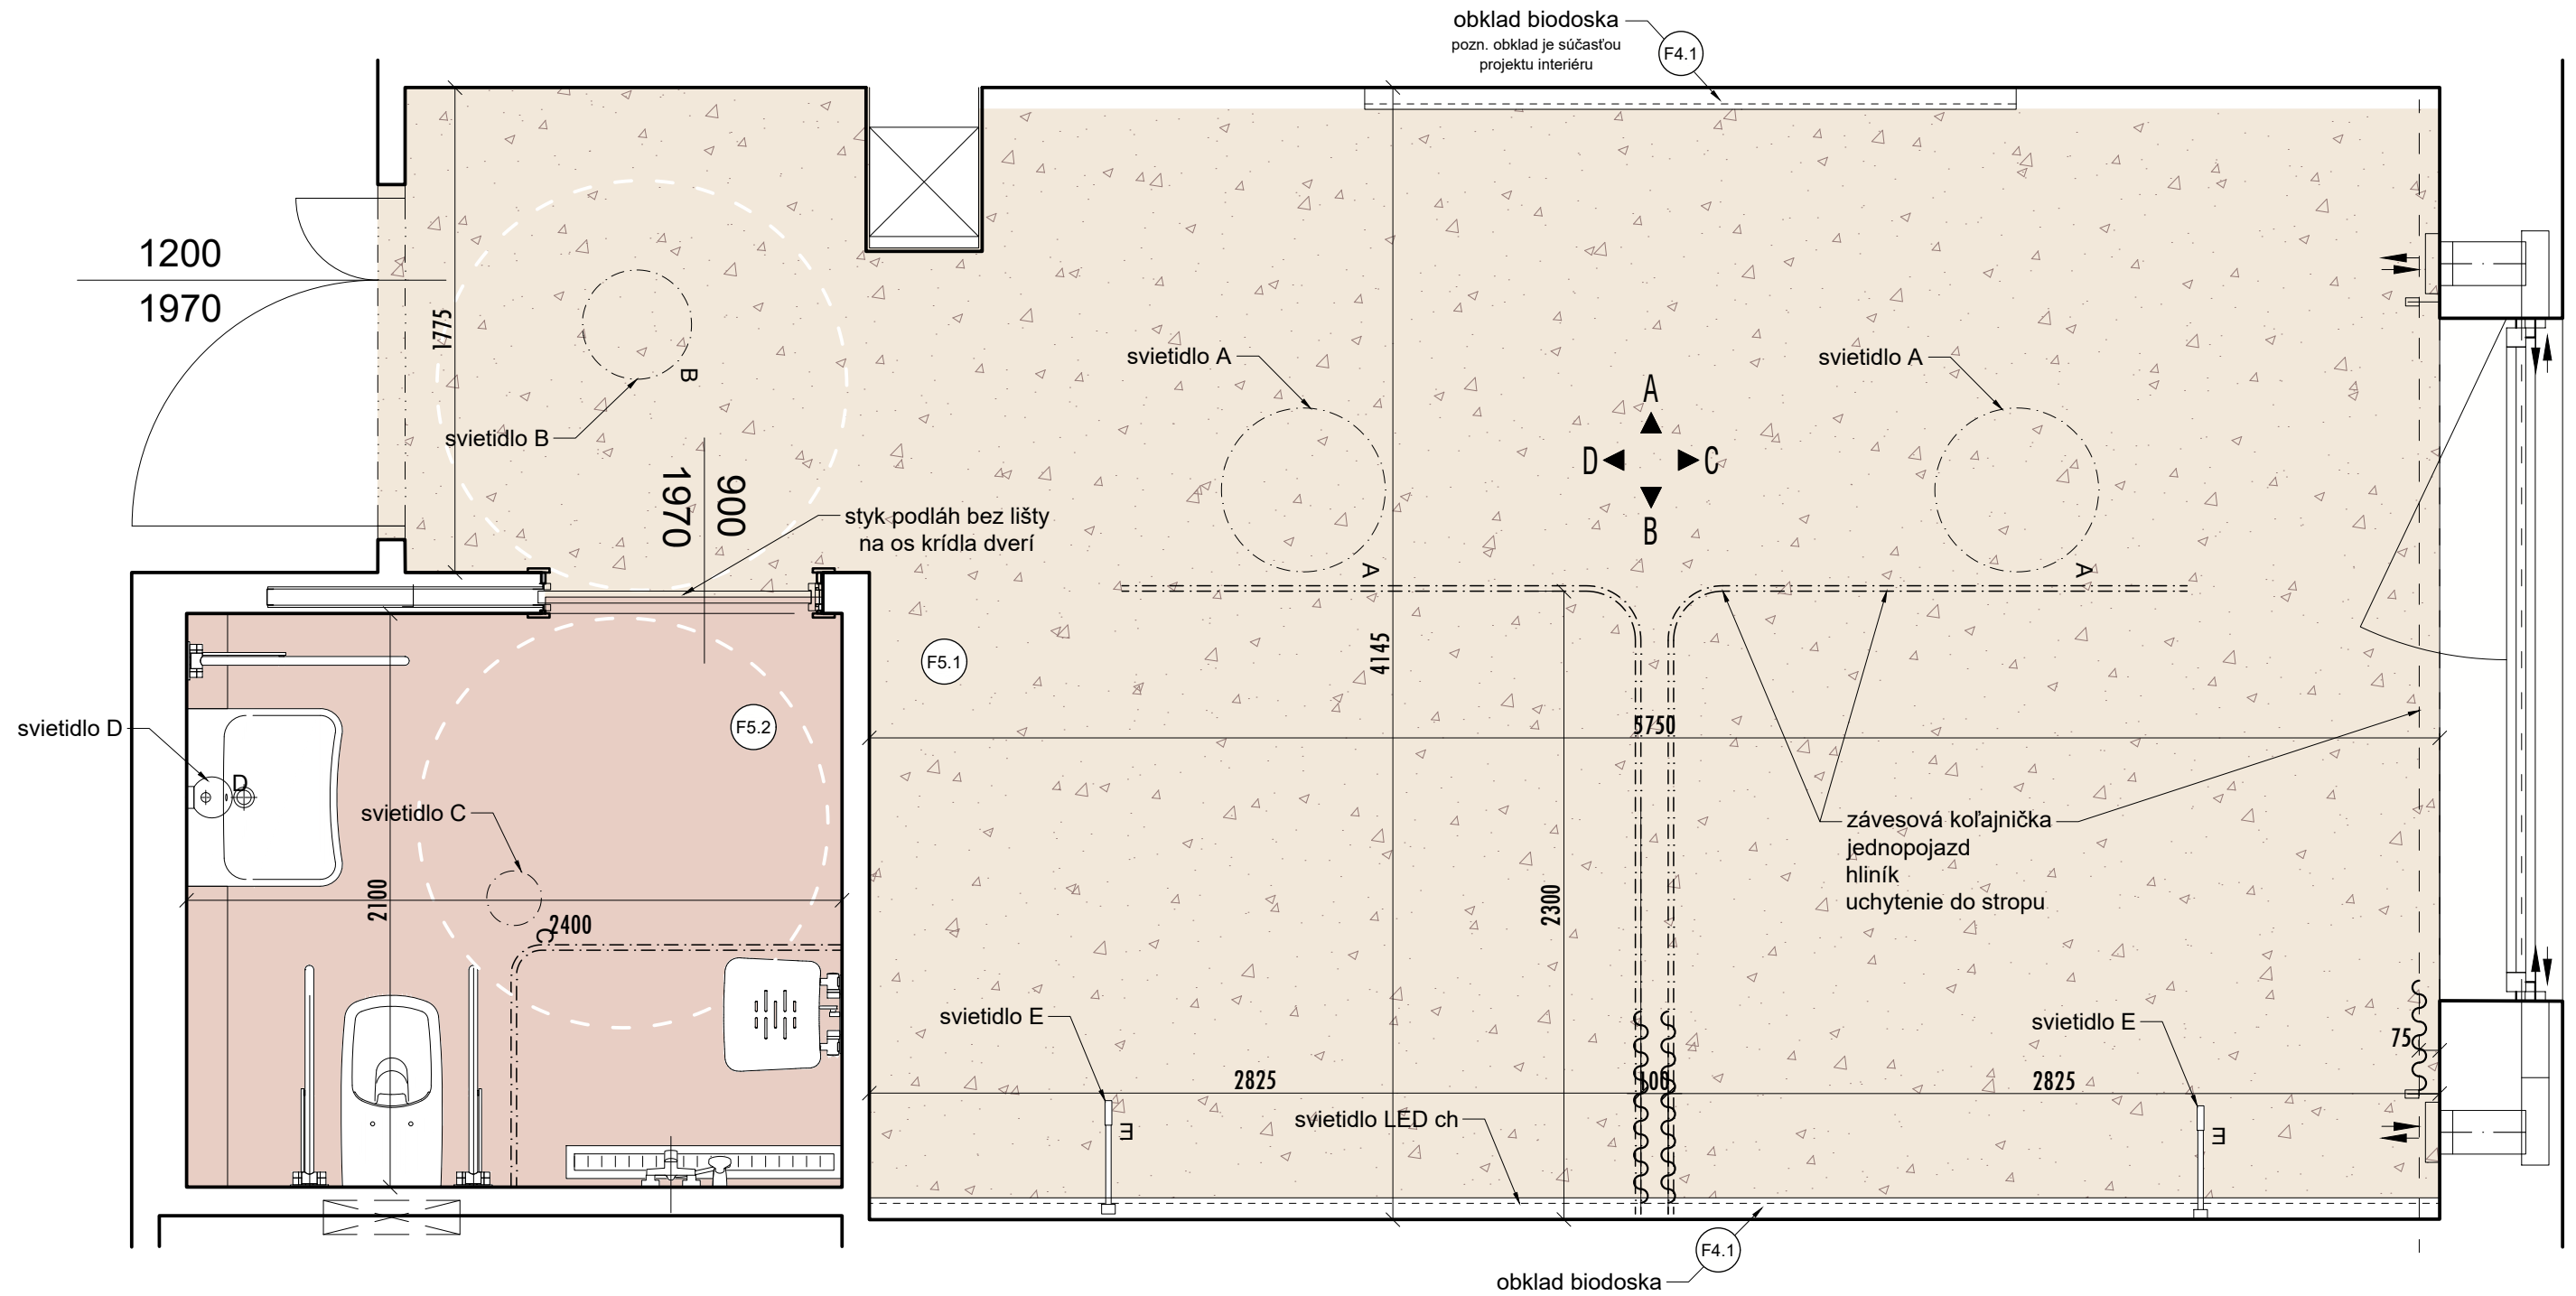 obklad biodoska
pozn. obklad je súčasťou
projektu interiéru
F4.1
1200
1970
1775
B
svietidlo B
900
1970
styk podláh bez lišty
na os krídla dverí
svietidlo A
A
svietidlo A
A
A
D
C
B
F5.1
4145
5750
F5.2
svietidlo D
D
svietidlo C
C
2100
2400
závesová koľajnička
jednopojazd
hliník
uchytenie do stropu
2300
svietidlo E
E
2825
100
svietidlo LED ch
svietidlo E
E
2825
75
F4.1
obklad biodoska